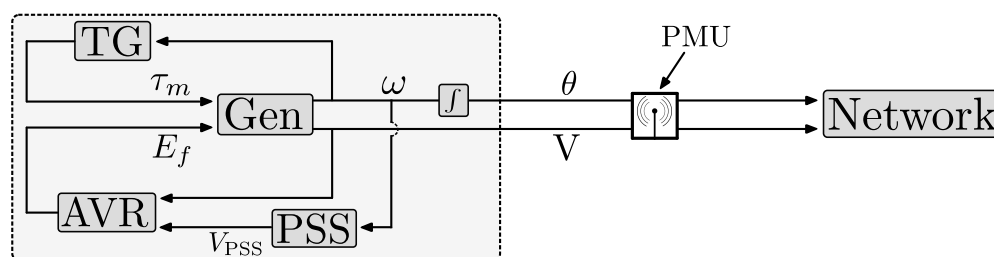 TG
PMU
τ_m
ω
∫
θ
Gen
Network
E_f
V
AVR
PSS
V_PSS